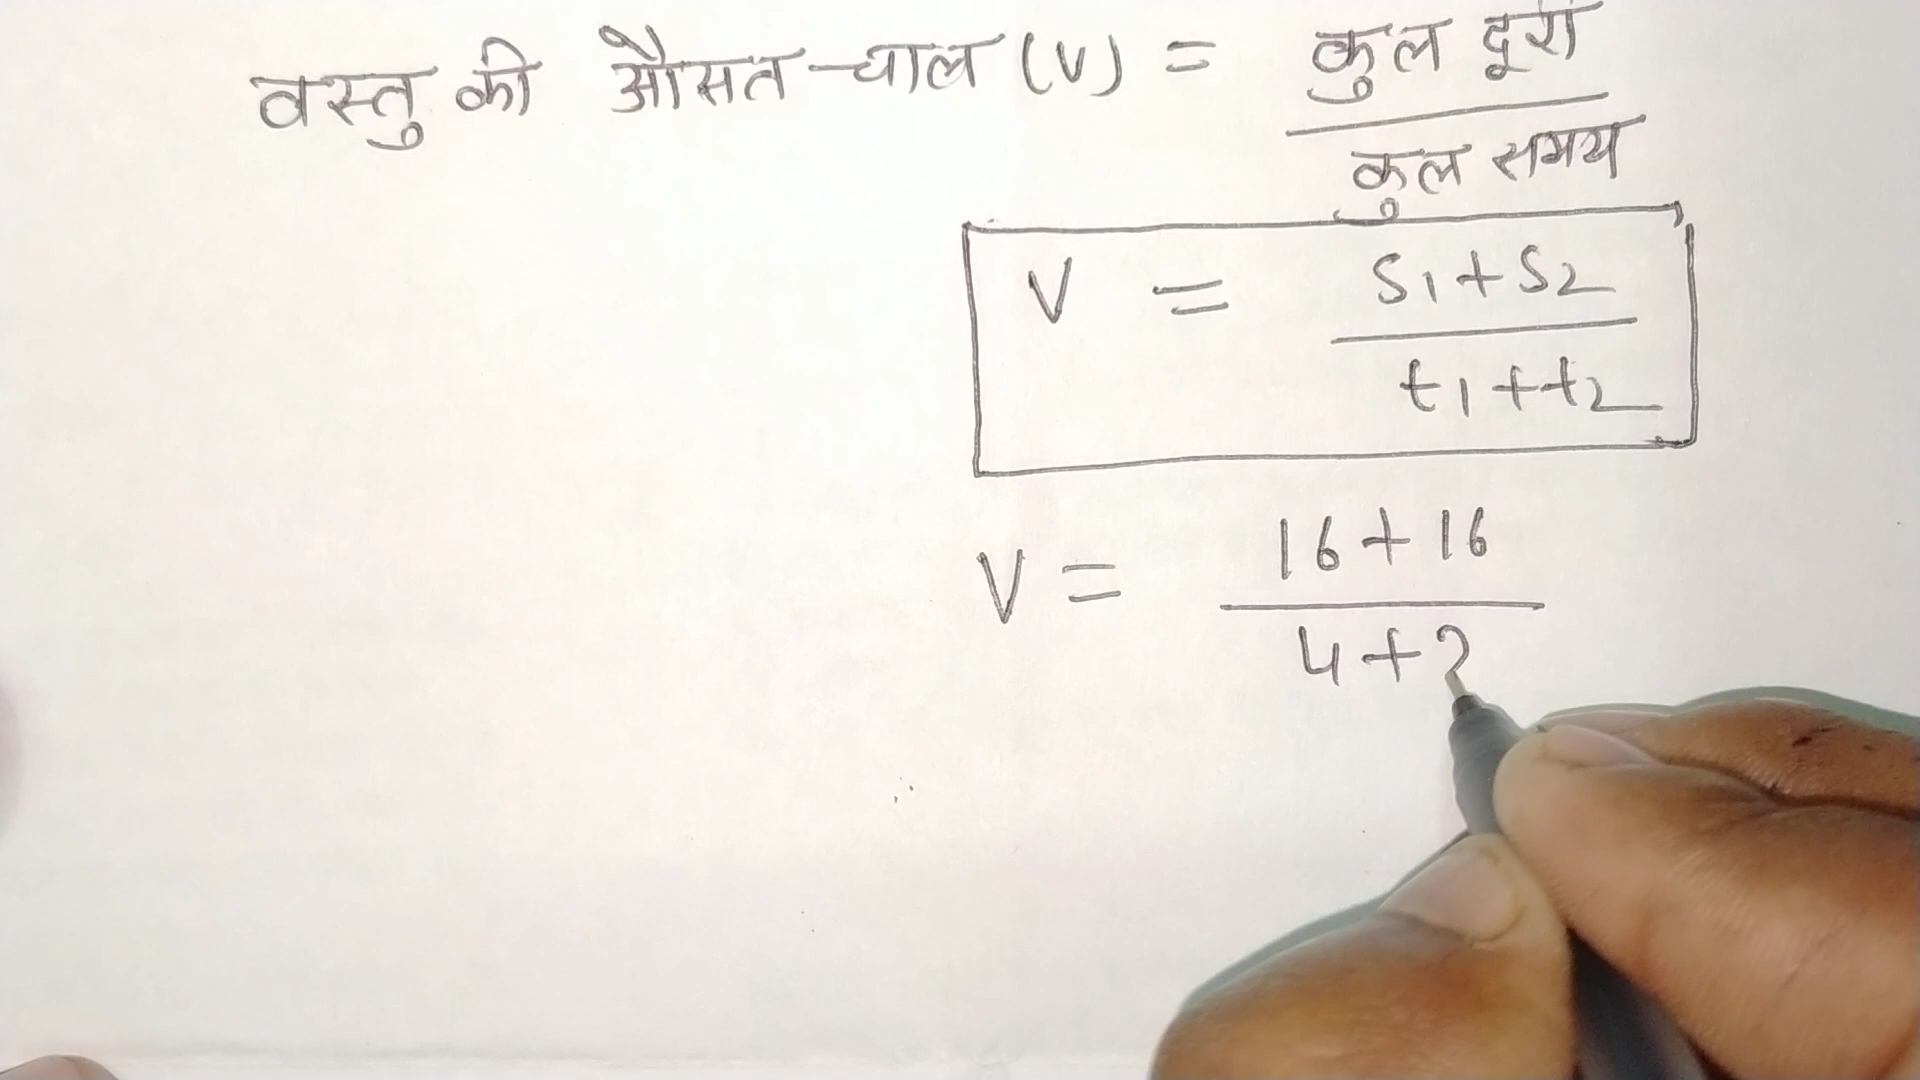 वस्तु की औसत चाल (v) = कुल दूरी
कुल समय
V = S1+S2
t1+t2
V = 16+16
4+2